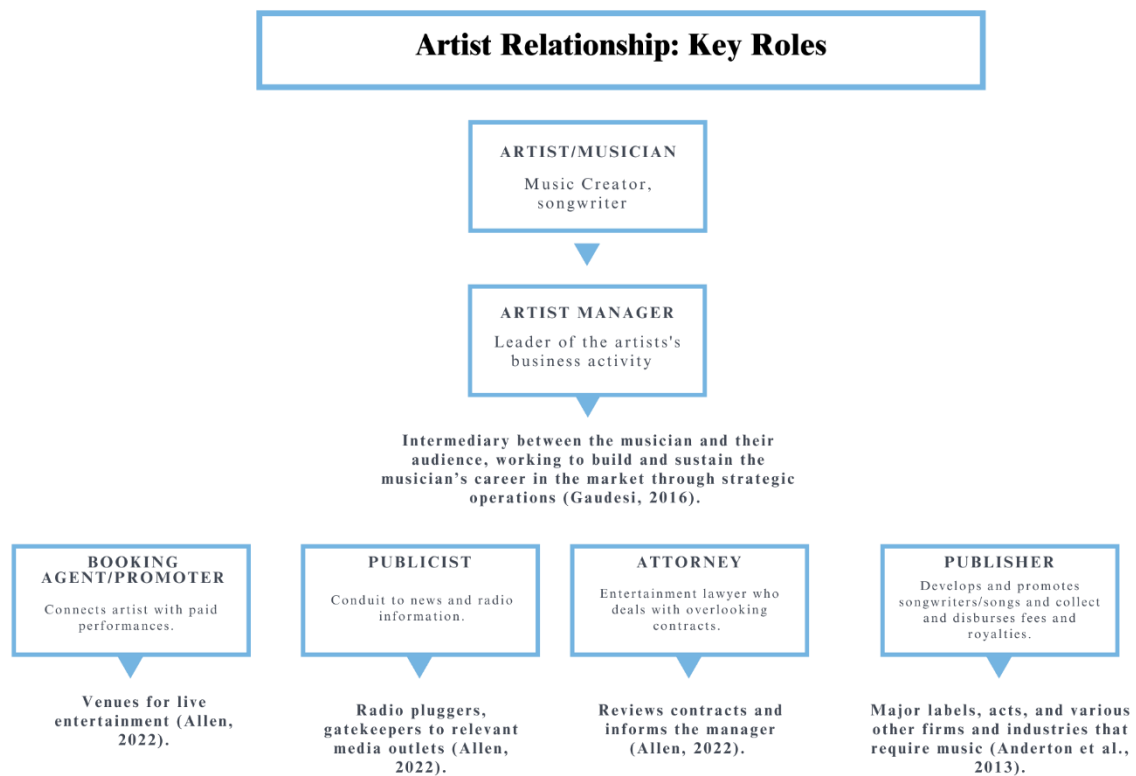 Artist Relationship: Key Roles
ARTIST/MUSICIAN
Music Creator,
songwriter
ARTIST MANAGER
Leader of the artists's
business activity
Intermediary between the musician and their
audience, working to build and sustain the
musician’s career in the market through strategic
operations (Gaudesi, 2016).
BOOKING
AGENT/PROMOTER
Connects artist with paid
performances.
Venues for live
entertainment (Allen,
2022).
PUBLICIST
Conduit to news and radio
information.
Radio pluggers,
gatekeepers to relevant
media outlets (Allen,
2022).
ATTORNEY
Entertainment lawyer who
deals with overlooking
contracts.
Reviews contracts and
informs the manager
(Allen, 2022).
PUBLISHER
Develops and promotes
songwriters/songs and collect
and disburses fees and
royalties.
Major labels, acts, and various
other firms and industries that
require music (Anderton et al.,
2013).